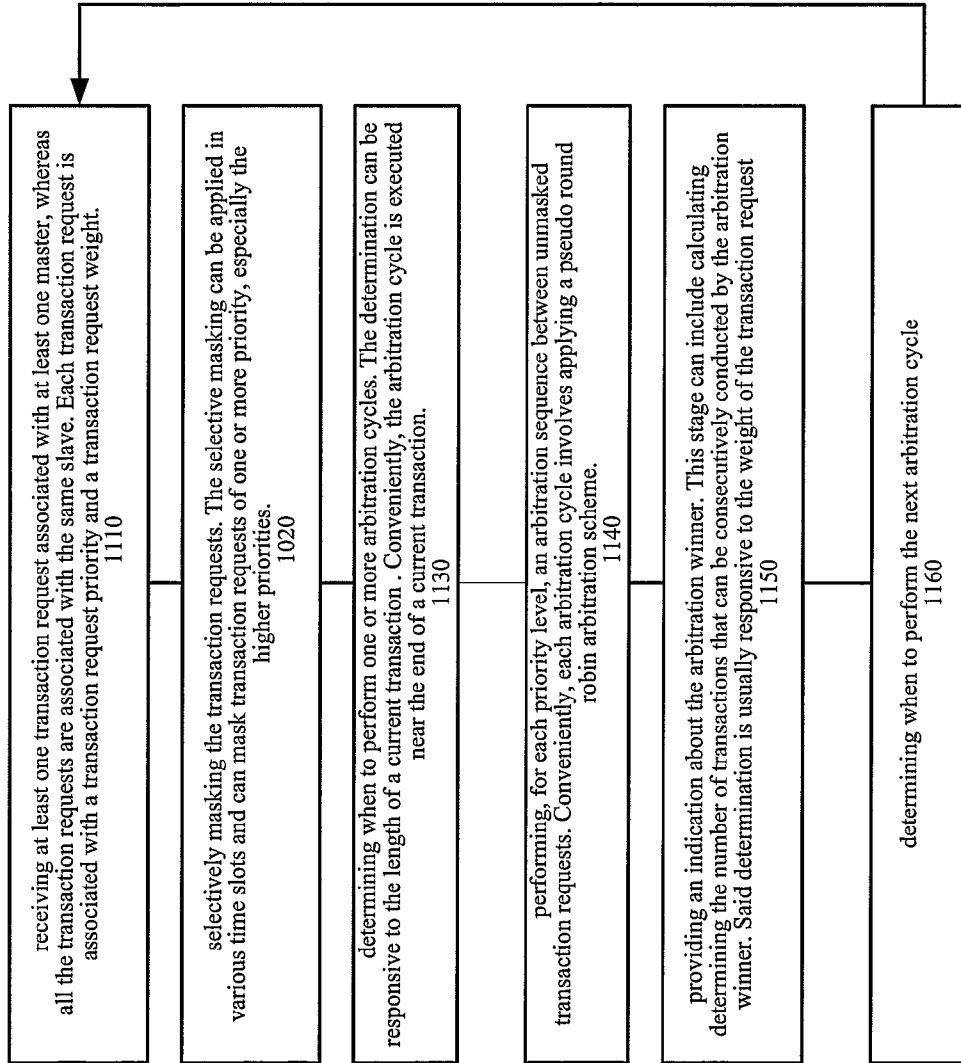 receiving at least one transaction request associated with at least one master, whereas
all the transaction requests are associated with the same slave. Each transaction request is
associated with a transaction request priority and a transaction request weight.
1110
selectively masking the transaction requests. The selective masking can be applied in
various time slots and can mask transaction requests of one or more priority, especially the
higher priorities.
1020
determining when to perform one or more arbitration cycles. The determination can be
responsive to the length of a current transaction . Conveniently, the arbitration cycle is executed
near the end of a current transaction.
1130
performing, for each priority level, an arbitration sequence between unmasked
transaction requests. Conveniently, each arbitration cycle involves applying a pseudo round
robin arbitration scheme.
1140
providing an indication about the arbitration winner. This stage can include calculating
determining the number of transactions that can be consecutively conducted by the arbitration
winner. Said determination is usually responsive to the weight of the transaction request
1150
determining when to perform the next arbitration cycle
1160